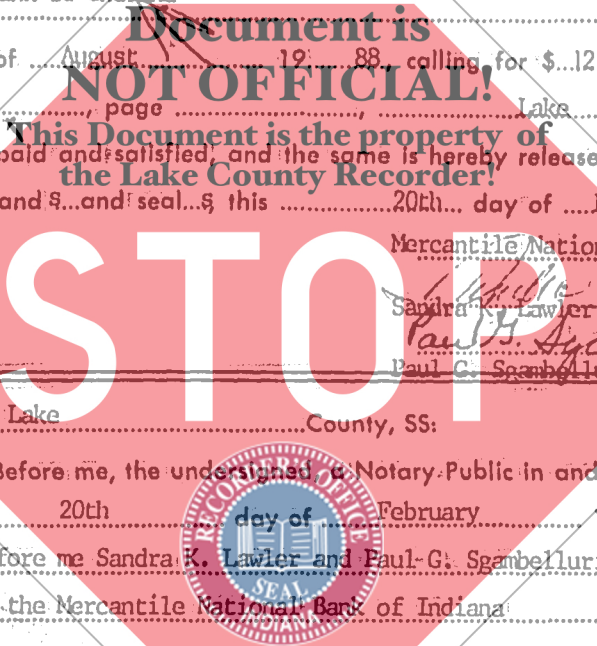 Document is
of ....August ........ 19.. 88, calling for $...12
NOT OFFICIAL!
........, page ........................, ................Lake
This Document is the property of
paid and satisfied, and the same is hereby release
the Lake County Recorder!
and s...and seal...s, this ................20th... day of ....
Mercantile Nation
STOP
Sandra K. Lawler
Paul G. Sgambellu
Lake ........................County, SS:
Before me, the undersigned, a Notary Public in and
20th day of February
fore me Sandra K. Lawler and Paul G. Sgambelluri
the Mercantile National Bank of Indiana
RECORDER'S OFFICE
SEAL
INDIANA